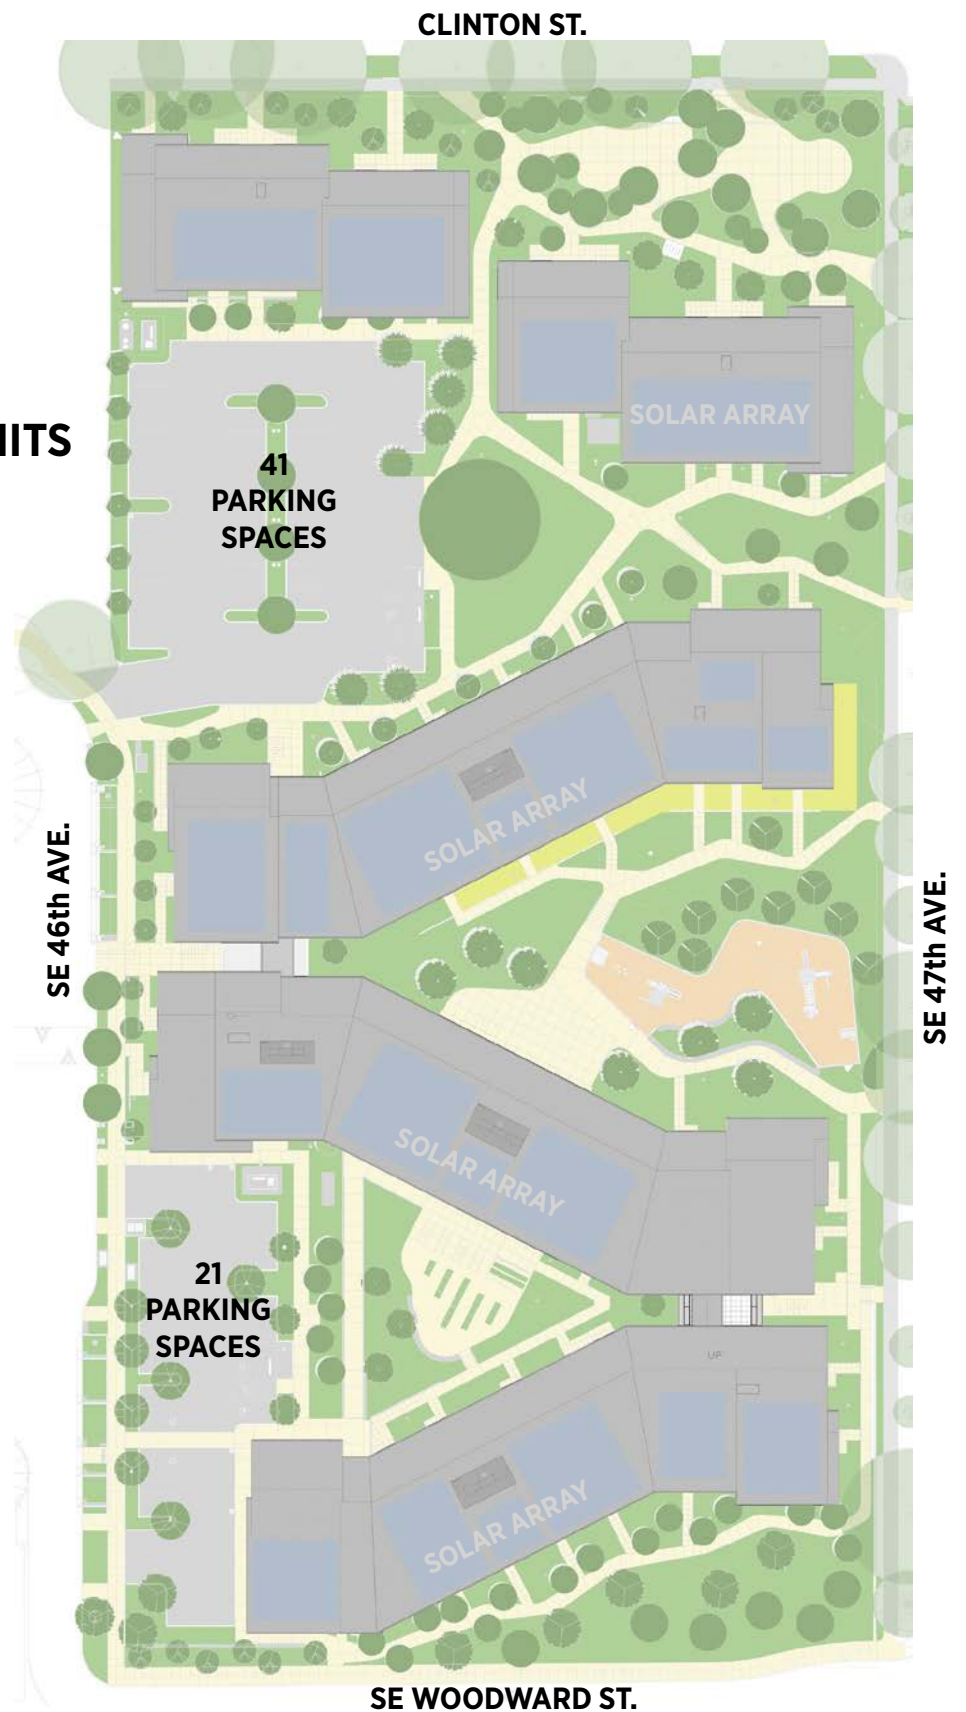 CLINTON ST.
SOLAR ARRAY
41
PARKING
SPACES
SOLAR ARRAY
SE 46th AVE.
SE 47th AVE.
SOLAR ARRAY
21
PARKING
SPACES
UP
SOLAR ARRAY
SE WOODWARD ST.